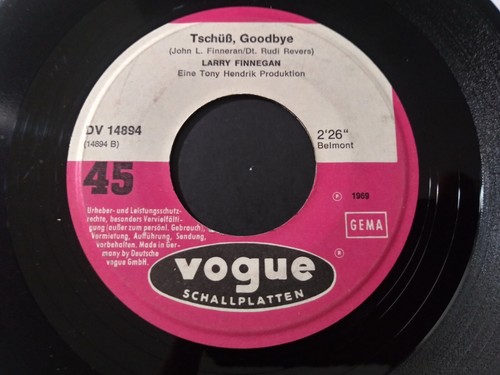 Tschüß, Goodbye
(John L. Finneran/Dt. Rudi Revers)
LARRY FINNEGAN
Eine Tony Hendrik Produktion
DV 14894
(14894 B)
2'26"
Belmont
45
℗ 1969
GEMA
Urheber- und Leistungsschutz-
rechte, besonders Vervielfälti-
gung (außer zum persönl. Gebrauch),
Vermietung, Aufführung, Sendung,
vorbehalten. Made in Ger-
many by Deutsche
vogue GmbH.
®
vogue
SCHALLPLATTEN